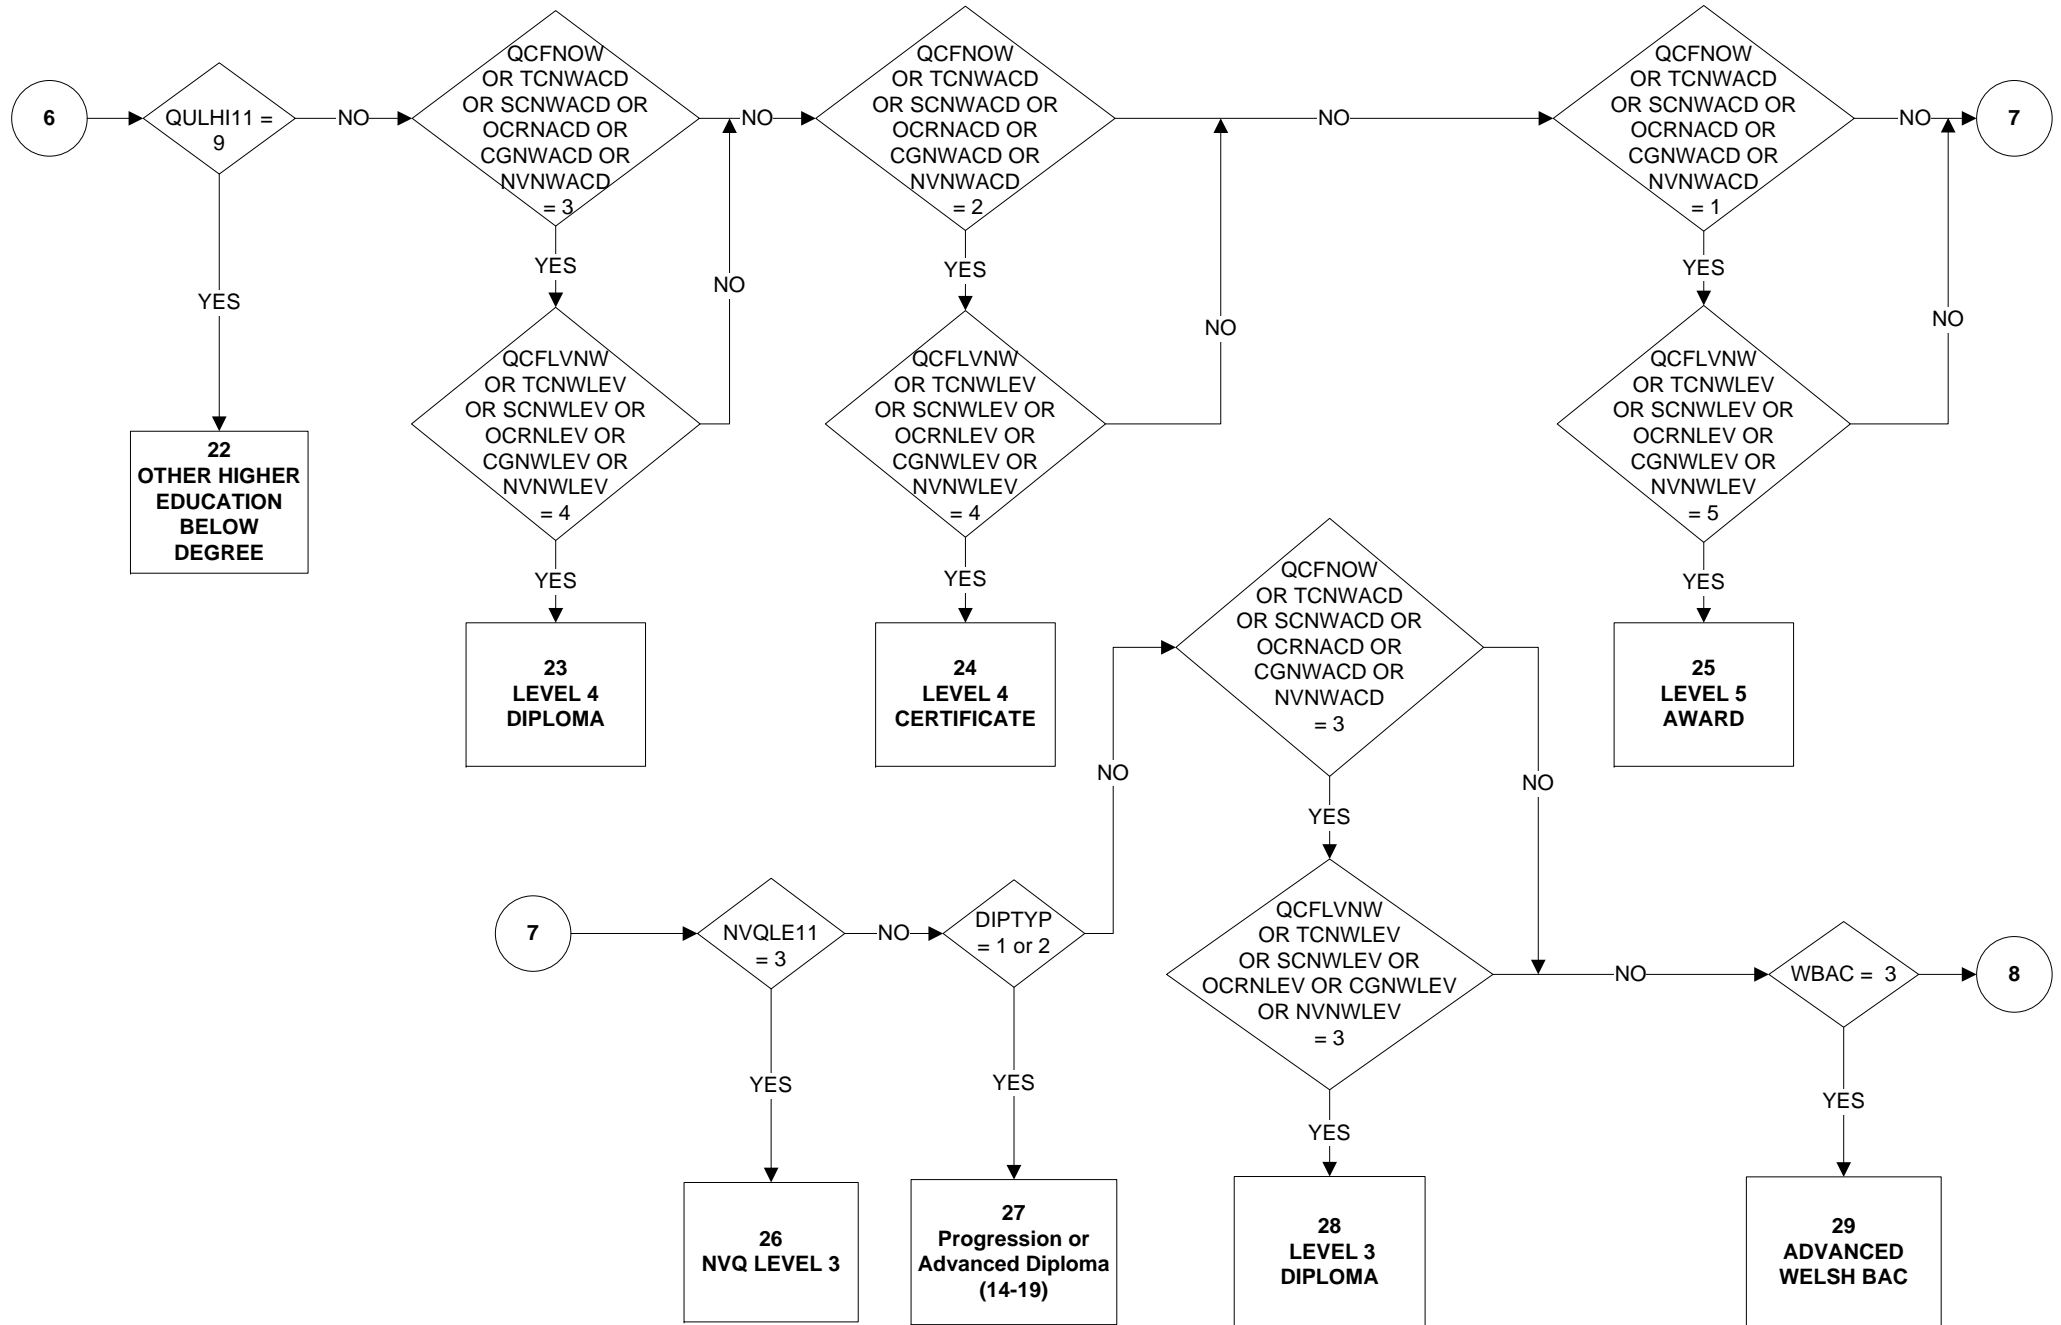 6
QULHI11 =
9
NO
YES
22
OTHER HIGHER
EDUCATION
BELOW
DEGREE
QCFNOW
OR TCNWACD
OR SCNWACD OR
OCRNACD OR
CGNWACD OR
NVNWACD
= 3
NO
YES
NO
QCFLVNW
OR TCNWLEV
OR SCNWLEV OR
OCRNLEV OR
CGNWLEV OR
NVNWLEV
= 4
YES
23
LEVEL 4
DIPLOMA
QCFNOW
OR TCNWACD
OR SCNWACD OR
OCRNACD OR
CGNWACD OR
NVNWACD
= 2
NO
YES
NO
QCFLVNW
OR TCNWLEV
OR SCNWLEV OR
OCRNLEV OR
CGNWLEV OR
NVNWLEV
= 4
YES
24
LEVEL 4
CERTIFICATE
QCFNOW
OR TCNWACD
OR SCNWACD OR
OCRNACD OR
CGNWACD OR
NVNWACD
= 1
NO
7
YES
NO
QCFLVNW
OR TCNWLEV
OR SCNWLEV OR
OCRNLEV OR
CGNWLEV OR
NVNWLEV
= 5
YES
25
LEVEL 5
AWARD
7
NVQLE11
= 3
NO
YES
26
NVQ LEVEL 3
DIPTYP
= 1 or 2
NO
YES
27
Progression or
Advanced Diploma
(14-19)
QCFNOW
OR TCNWACD
OR SCNWACD OR
OCRNACD OR
CGNWACD OR
NVNWACD
= 3
NO
YES
QCFLVNW
OR TCNWLEV
OR SCNWLEV OR
OCRNLEV OR CGNWLEV
OR NVNWLEV
= 3
NO
YES
28
LEVEL 3
DIPLOMA
WBAC = 3
8
YES
29
ADVANCED
WELSH BAC